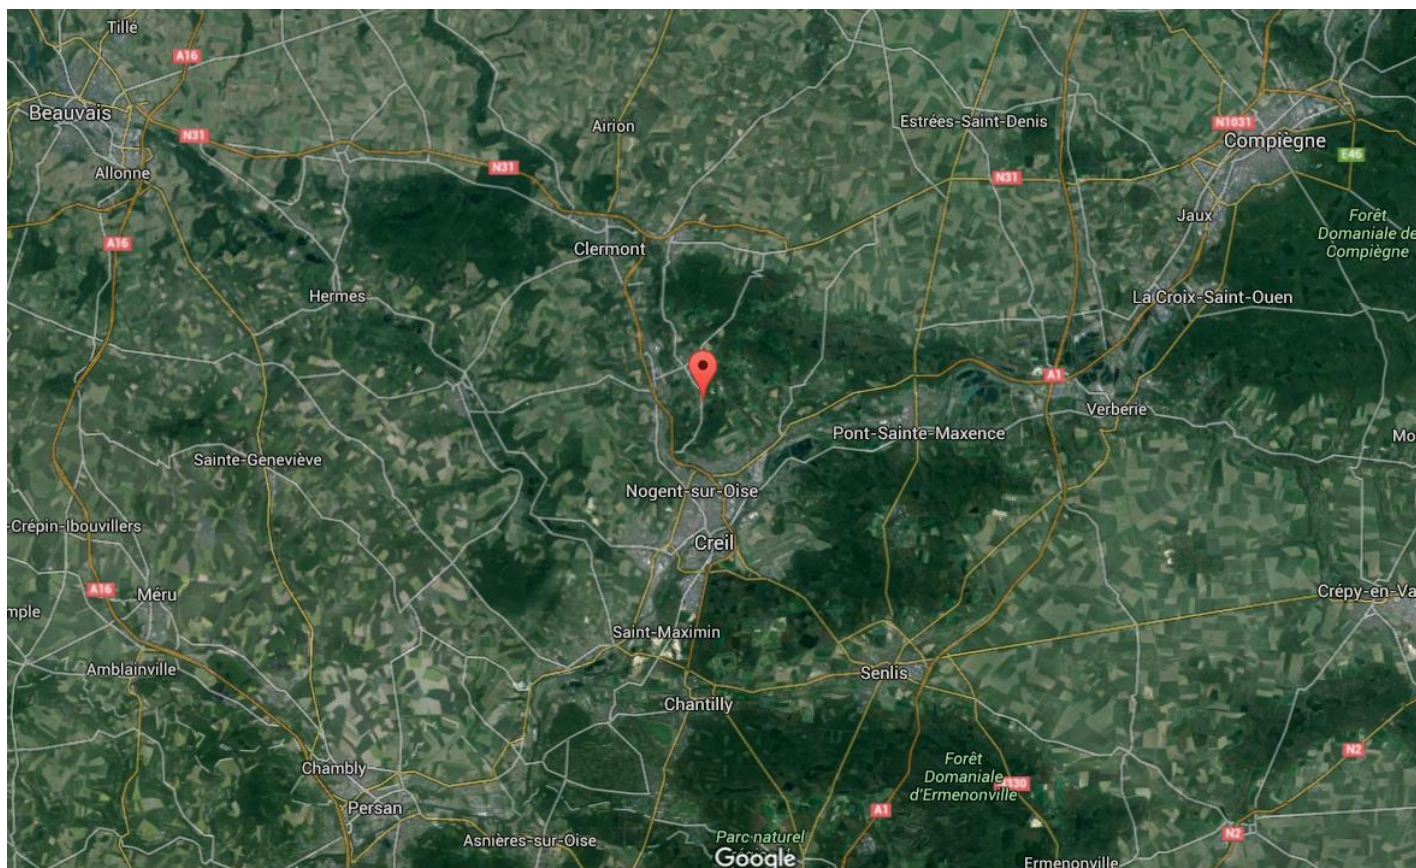 Tillé
A16
Beauvais
N31
Airion
Estrées-Saint-Denis
N1031
Compiègne
E46
N31
Allonne
N31
Jaux
Forêt
Domaniale de
Compiègne
A16
Clermont
Hermes
La Croix-Saint-Ouen
A1
Verberie
Pont-Sainte-Maxence
Mo
Sainte-Geneviève
Nogent-sur-Oise
-Crépin-Ibouvillers
Creil
A16
Méru
mple
Crépy-en-Va
Saint-Maximin
Amblainville
Senlis
Chantilly
N2
Forêt
Domaniale
d'Ermenonville
Chambly
Persan
A1
N2
Asnières-sur-Oise
Parc naturel
Google
Ermenonville